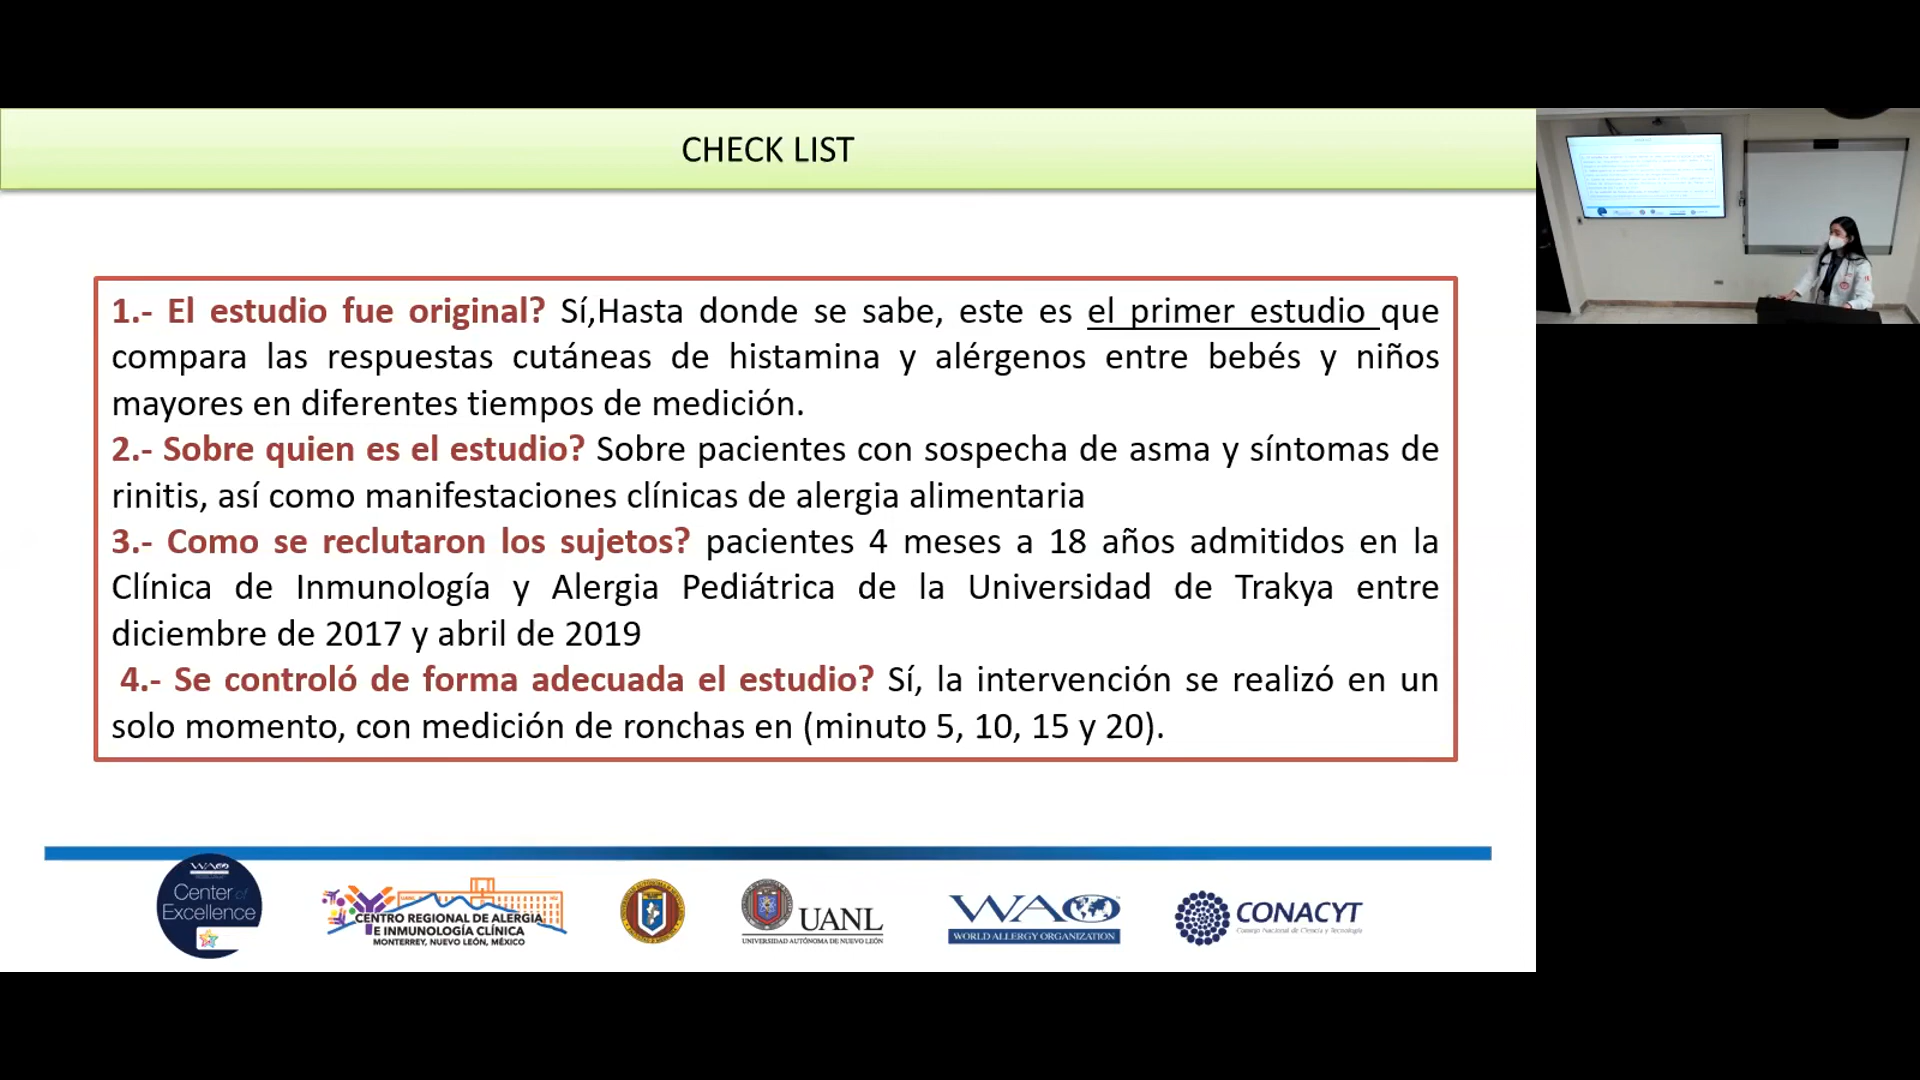 CHECK LIST
1.- El estudio fue original? Sí,Hasta donde se sabe, este es el primer estudio que
compara las respuestas cutáneas de histamina y alérgenos entre bebés y niños
mayores en diferentes tiempos de medición.
2.- Sobre quien es el estudio? Sobre pacientes con sospecha de asma y síntomas de
rinitis, así como manifestaciones clínicas de alergia alimentaria
3.- Como se reclutaron los sujetos? pacientes 4 meses a 18 años admitidos en la
Clínica de Inmunología y Alergia Pediátrica de la Universidad de Trakya entre
diciembre de 2017 y abril de 2019
4.- Se controló de forma adecuada el estudio? Sí, la intervención se realizó en un
solo momento, con medición de ronchas en (minuto 5, 10, 15 y 20).
WAO
Center of
Excellence
CENTRO REGIONAL DE ALERGIA
E INMUNOLOGÍA CLÍNICA
MONTERREY, NUEVO LEÓN, MÉXICO
UANL
UNIVERSIDAD AUTÓNOMA DE NUEVO LEÓN
WAO
WORLD ALLERGY ORGANIZATION
CONACYT
Consejo Nacional de Ciencia y Tecnología